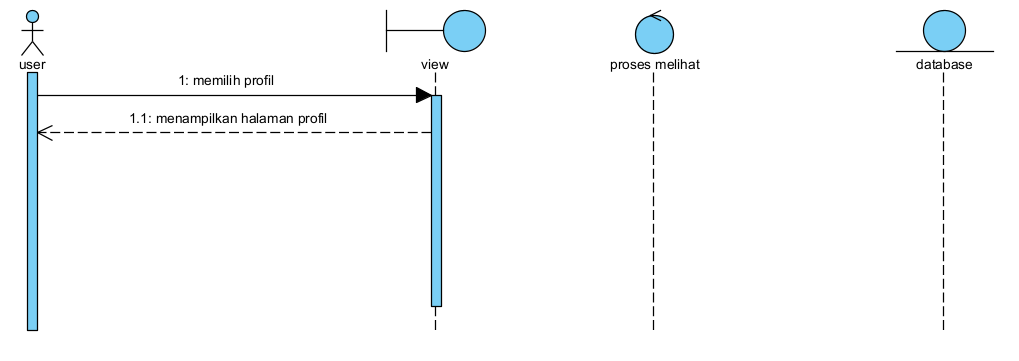 user
view
proses melihat
database
1: memilih profil
1.1: menampilkan halaman profil